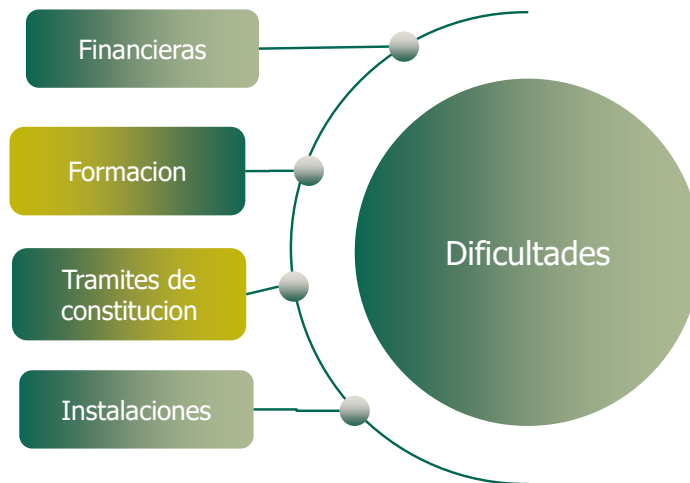 Financieras
Formacion
Tramites de
constitucion
Instalaciones
Dificultades